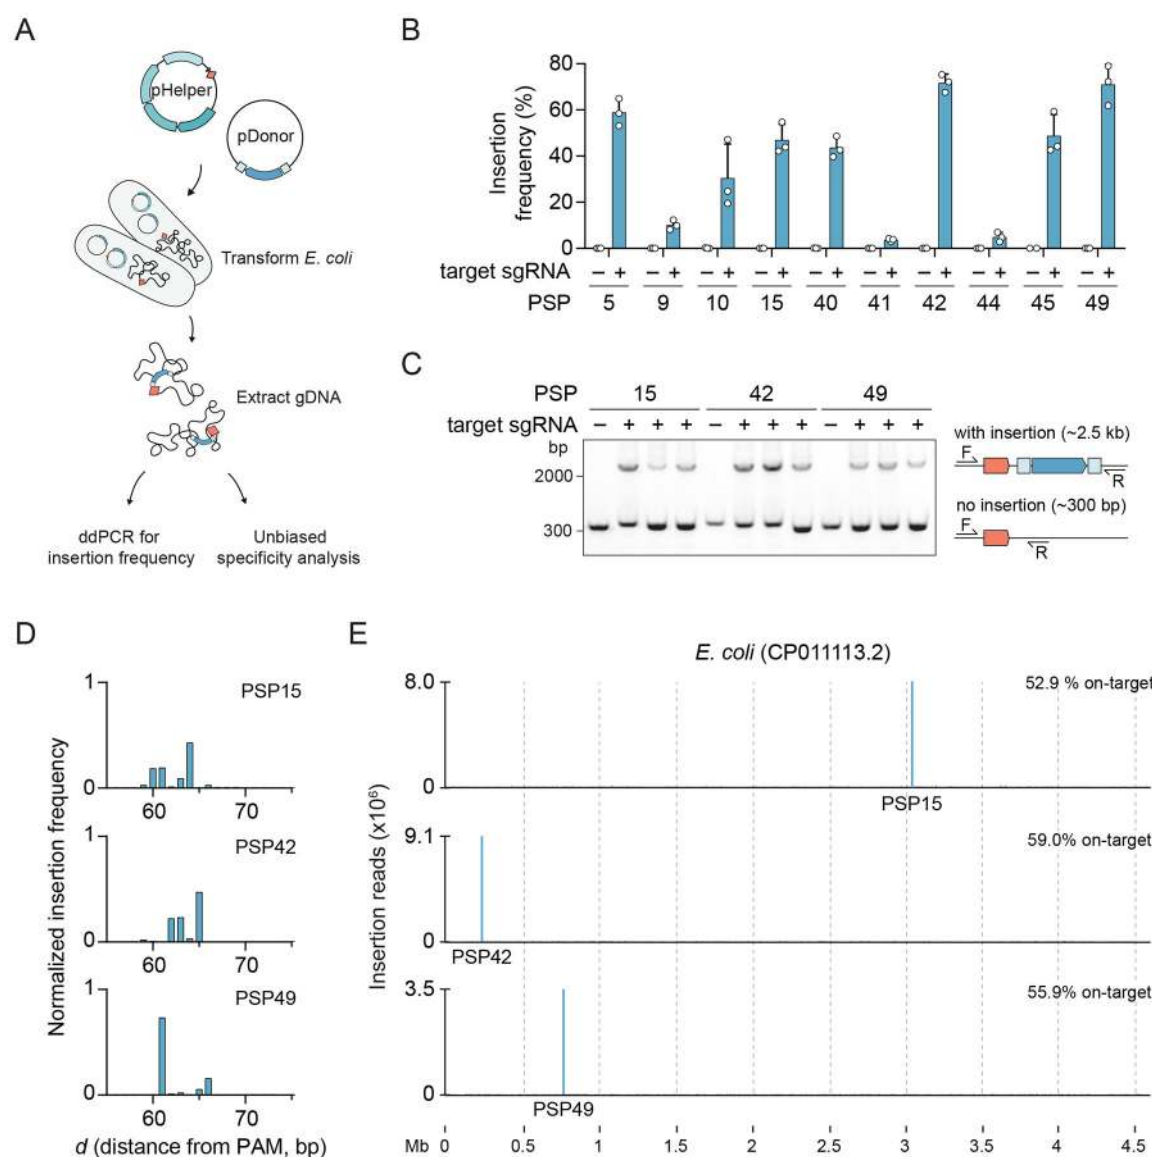 A
pHelper
pDonor
Transform E. coli
Extract gDNA
ddPCR for
insertion frequency
Unbiased
specificity analysis
B
Insertion
frequency (%)
80
60
40
20
0
target sgRNA − + − + − + − + − + − + − + − + − + − +
PSP 5 9 10 15 40 41 42 44 45 49
C
PSP 15 42 49
target sgRNA − + + + − + + + − + + +
bp
2000
300
with insertion (~2.5 kb)
F
R
no insertion (~300 bp)
F
R
D
Normalized insertion frequency
1
PSP15
0
60 70
1
PSP42
0
60 70
1
PSP49
0
60 70
d (distance from PAM, bp)
E
E. coli (CP011113.2)
Insertion reads (x10⁶)
8.0
52.9 % on-target
0
PSP15
9.1
59.0% on-target
0
PSP42
3.5
55.9% on-target
0
PSP49
Mb 0 0.5 1 1.5 2 2.5 3 3.5 4 4.5